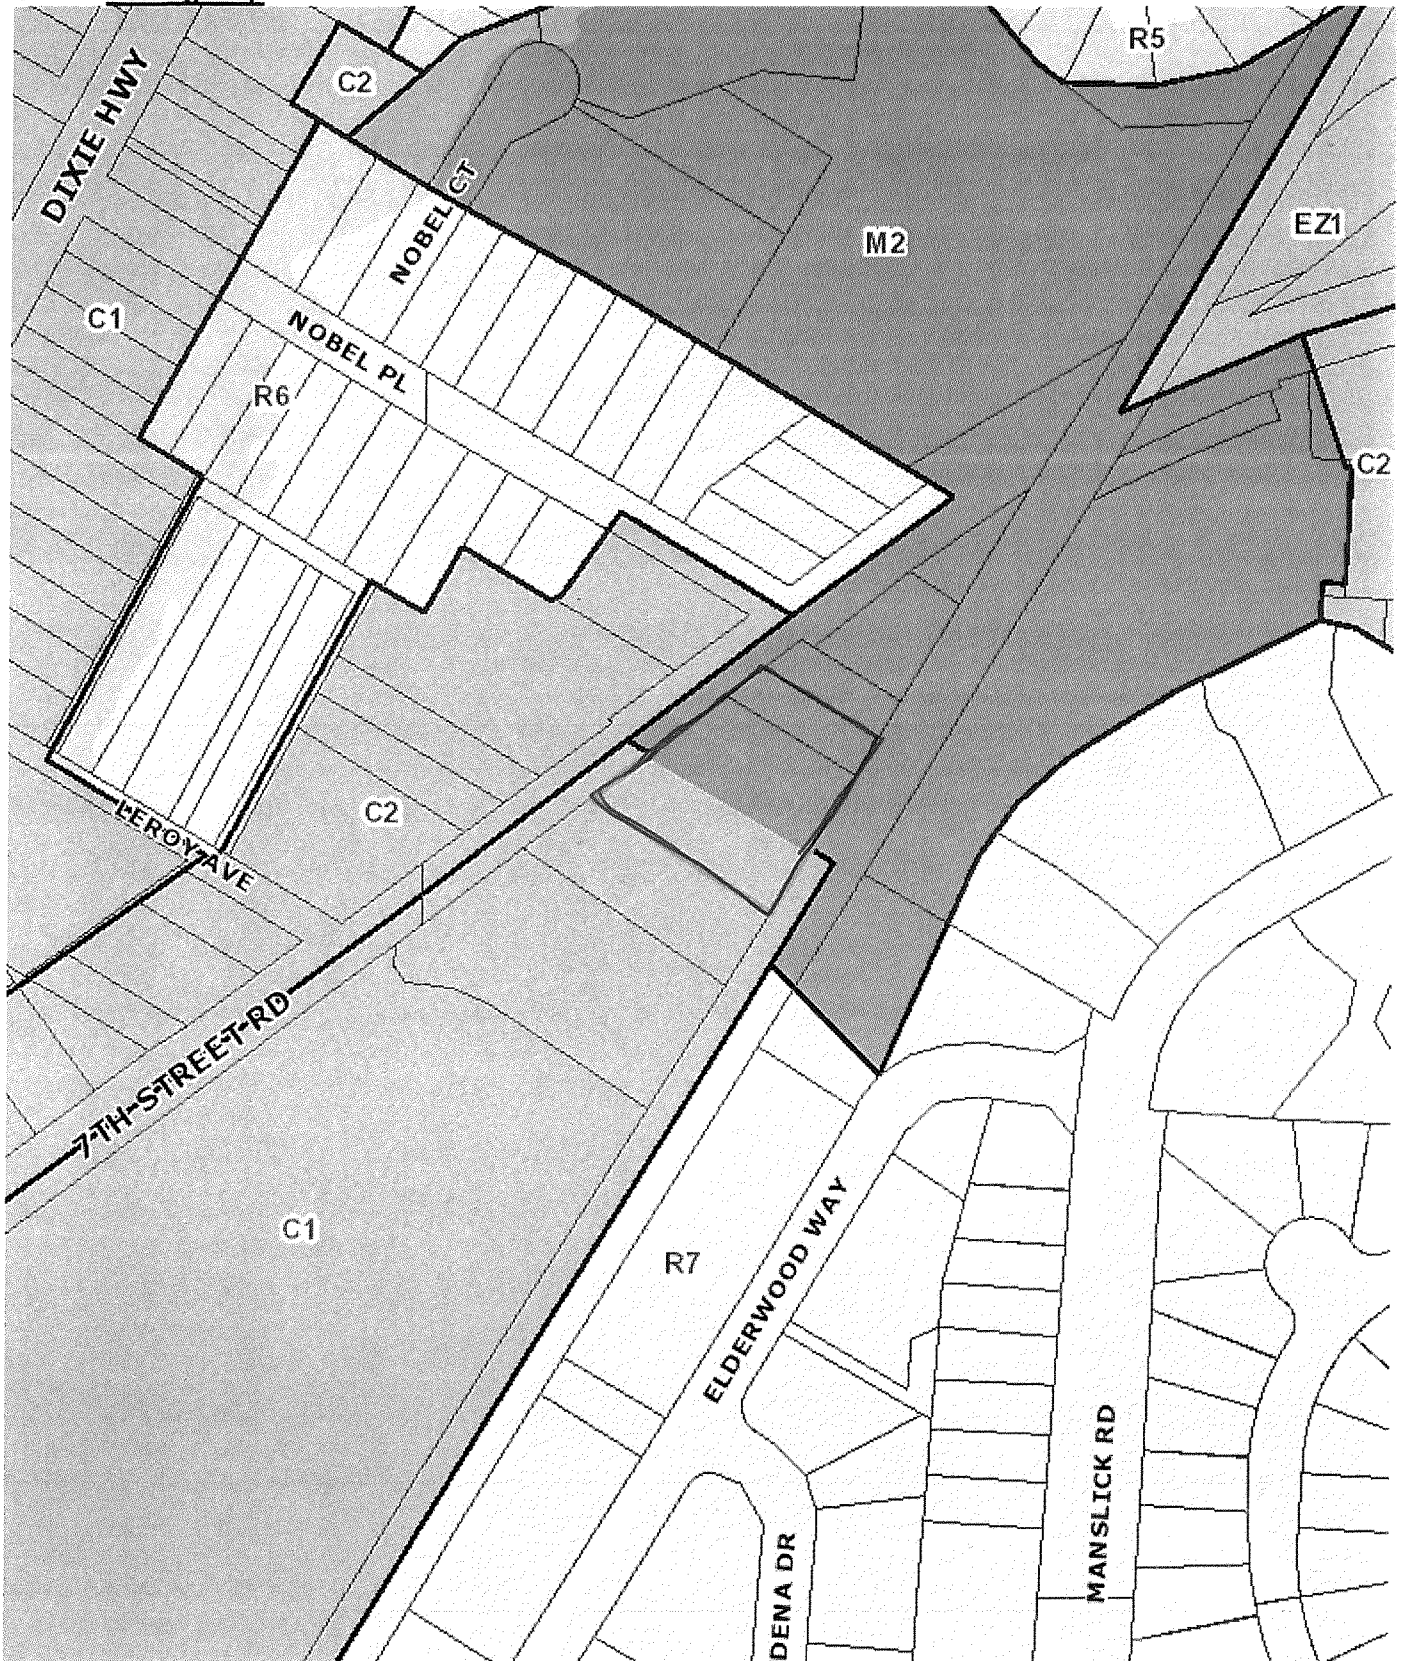 R5
C2
DIXIE HWY
NOBEL CT
EZ1
M2
C1
NOBEL PL
R6
C2
C2
LEROY AVE
7TH STREET RD
C1
R7
ELDERWOOD WAY
MANSLICK RD
DENA DR